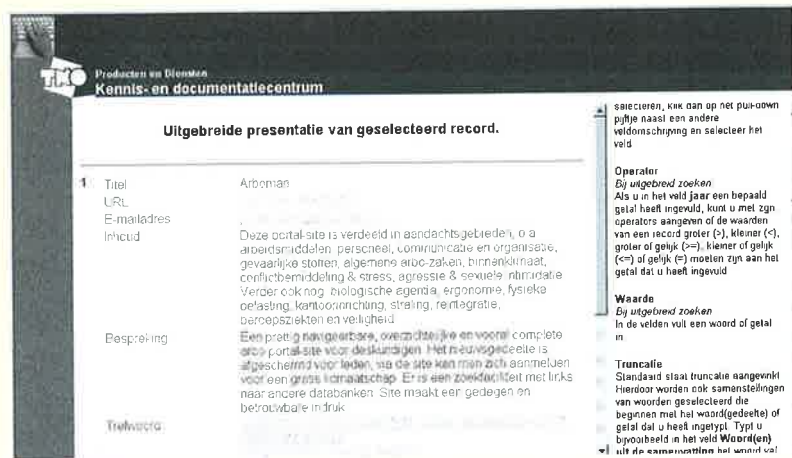 TNO
Producten en Diensten
Kennis- en documentatiecentrum
Uitgebreide presentatie van geselecteerd record.
1 Titel Arboman
URL
E-mailadres
Inhoud Deze portal-site is verdeeld in aandachtsgebieden, o.a.
arbeidsmiddelen, personeel, communicatie en organisatie,
gevaarlijke stoffen, algemene arbo-zaken, binnenklimaat,
conflictbemiddeling & stress, agressie & sexuele intimidatie.
Verder ook nog: biologische agentia, ergonomie, fysieke
belasting, kantoorinrichting, straling, reïntegratie,
beroepsziekten en veiligheid
Bespreking Een prettig navigeerbare, overzichtelijke en vooral complete
arbo portal-site voor deskundigen. Het nieuwsgedeelte is
afgeschermd voor leden, via de site kan men zich aanmelden
voor een gratis lidmaatschap. Er is een zoekfaciliteit met links
naar andere databanken. Site maakt een gedegen en
betrouwbare indruk
Trefwoord
selecteren, klik dan op het pull-down
pijltje naast een andere
veldomschrijving en selecteer het
veld.
Operator
Bij uitgebreid zoeken
Als u in het veld jaar een bepaald
getal heeft ingevuld, kunt u met zgn
operators aangeven of de waarden
van een record groter (>), kleiner (<),
groter of gelijk (>=), kleiner of gelijk
(<=) of gelijk (=) moeten zijn aan het
getal dat u heeft ingevuld
Waarde
Bij uitgebreid zoeken
In de velden vult een woord of getal
in.
Truncatie
Standaard staat truncatie aangevinkt
Hierdoor worden ook samenstellingen
van woorden geselecteerd die
beginnen met het woord(gedeelte) of
getal dat u heeft ingetypt. Typt u
bijvoorbeeld in het veld Woord(en)
uit de samenvatting het woord val